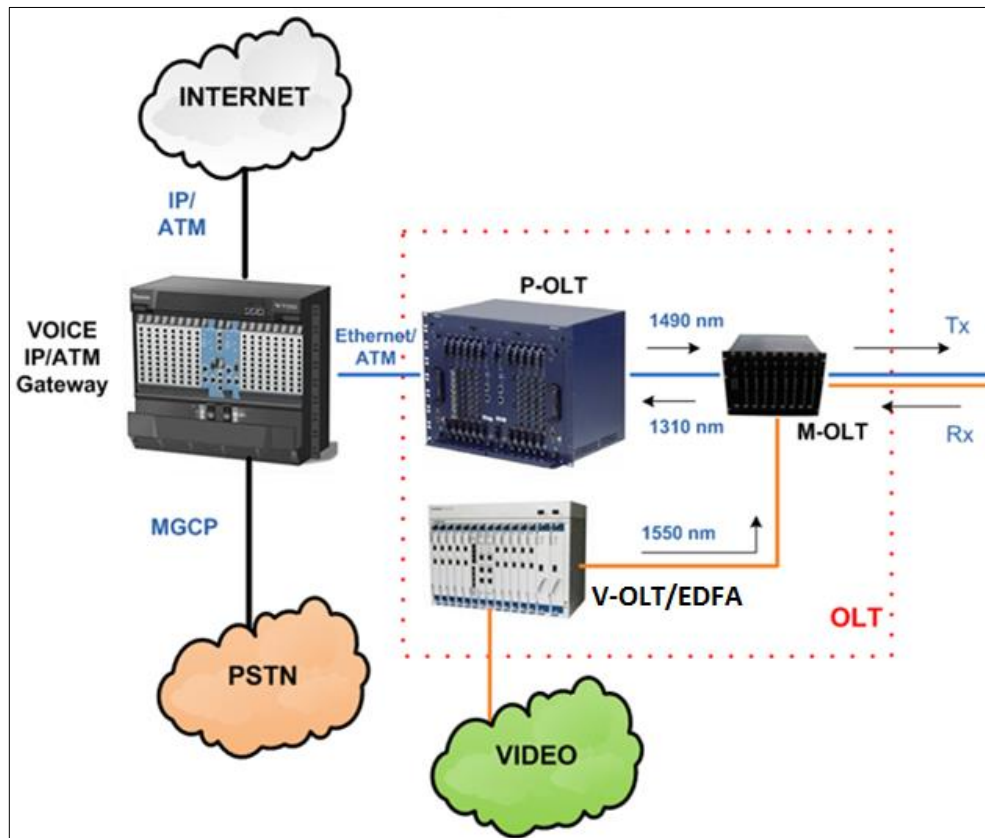 INTERNET
IP/
ATM
P-OLT
VOICE
IP/ATM
Gateway
Ethernet/
ATM
1490 nm
Tx
1310 nm
M-OLT
Rx
MGCP
1550 nm
V-OLT/EDFA
OLT
PSTN
VIDEO